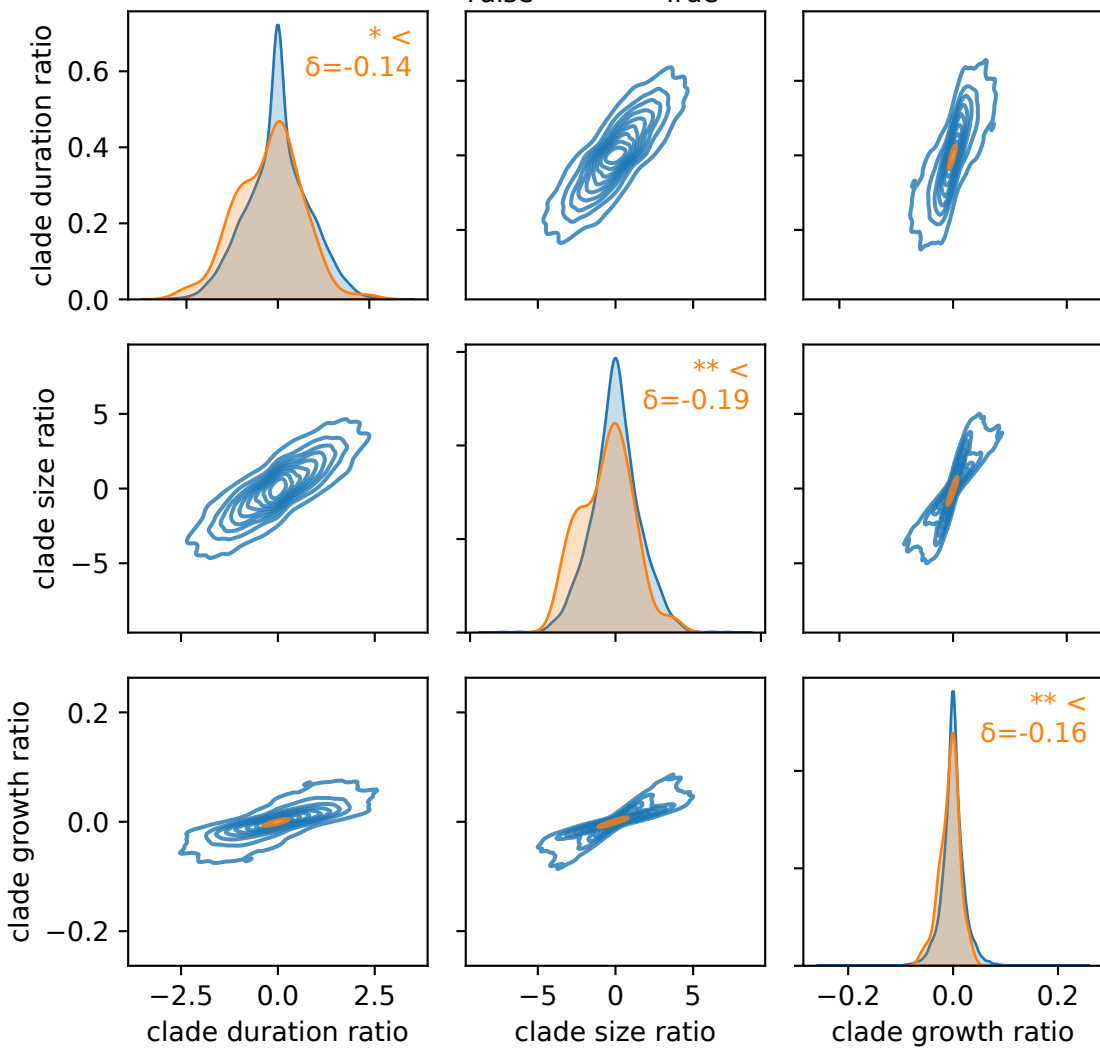 * <
δ=-0.14
clade duration ratio
0.6
0.4
0.2
0.0
** <
δ=-0.19
clade size ratio
5
0
−5
** <
δ=-0.16
clade growth ratio
0.2
0.0
−0.2
−2.5 0.0 2.5
−5 0 5
−0.2 0.0 0.2
clade duration ratio
clade size ratio
clade growth ratio